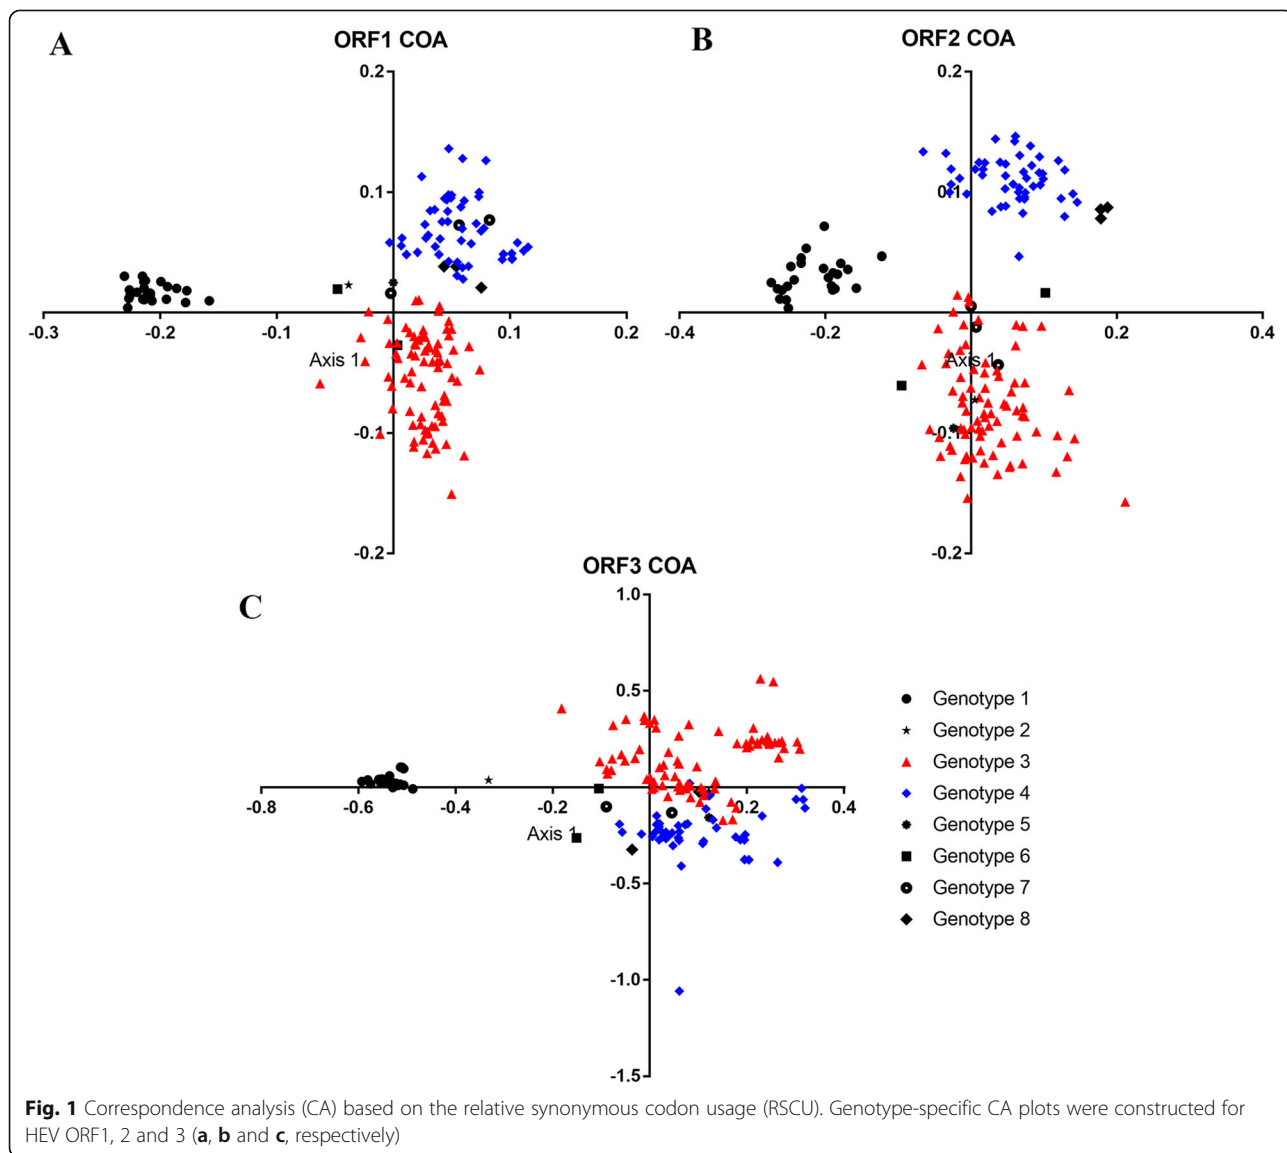 A
ORF1 COA
0.2
0.1
-0.3
-0.2
-0.1
0.1
0.2
Axis 1
-0.1
-0.2
B
ORF2 COA
0.2
0.1
-0.4
-0.2
0.2
0.4
Axis 1
-0.1
-0.2
C
ORF3 COA
1.0
0.5
-0.8
-0.6
-0.4
-0.2
0.2
0.4
Axis 1
-0.5
-1.0
-1.5
Genotype 1
Genotype 2
Genotype 3
Genotype 4
Genotype 5
Genotype 6
Genotype 7
Genotype 8
Fig. 1 Correspondence analysis (CA) based on the relative synonymous codon usage (RSCU). Genotype-specific CA plots were constructed for
HEV ORF1, 2 and 3 (a, b and c, respectively)